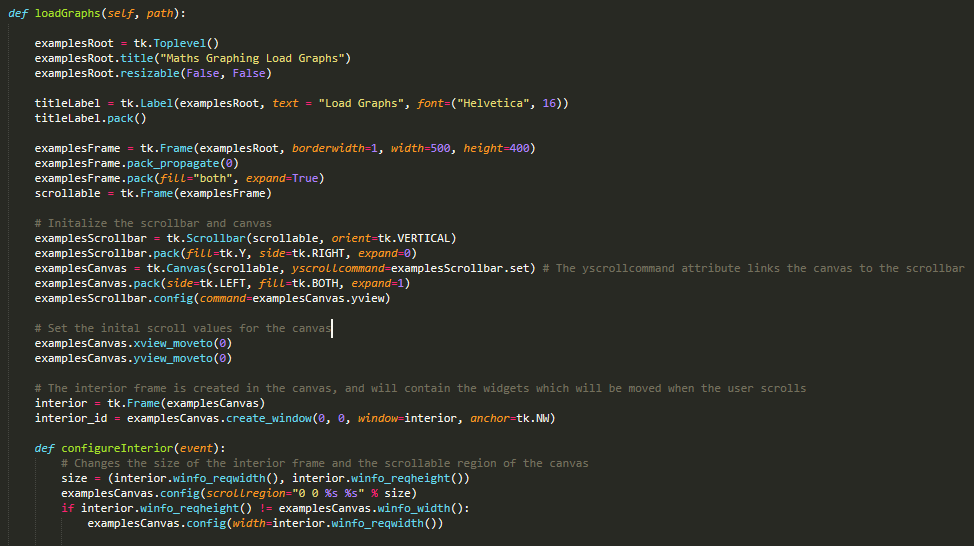 def loadGraphs(self, path):
examplesRoot = tk.Toplevel()
examplesRoot.title("Maths Graphing Load Graphs")
examplesRoot.resizable(False, False)
titleLabel = tk.Label(examplesRoot, text = "Load Graphs", font=("Helvetica", 16))
titleLabel.pack()
examplesFrame = tk.Frame(examplesRoot, borderwidth=1, width=500, height=400)
examplesFrame.pack_propagate(0)
examplesFrame.pack(fill="both", expand=True)
scrollable = tk.Frame(examplesFrame)
# Initalize the scrollbar and canvas
examplesScrollbar = tk.Scrollbar(scrollable, orient=tk.VERTICAL)
examplesScrollbar.pack(fill=tk.Y, side=tk.RIGHT, expand=0)
examplesCanvas = tk.Canvas(scrollable, yscrollcommand=examplesScrollbar.set) # The yscrollcommand attribute links the canvas to the scrollbar
examplesCanvas.pack(side=tk.LEFT, fill=tk.BOTH, expand=1)
examplesScrollbar.config(command=examplesCanvas.yview)
# Set the inital scroll values for the canvas
examplesCanvas.xview_moveto(0)
examplesCanvas.yview_moveto(0)
# The interior frame is created in the canvas, and will contain the widgets which will be moved when the user scrolls
interior = tk.Frame(examplesCanvas)
interior_id = examplesCanvas.create_window(0, 0, window=interior, anchor=tk.NW)
def configureInterior(event):
# Changes the size of the interior frame and the scrollable region of the canvas
size = (interior.winfo_reqwidth(), interior.winfo_reqheight())
examplesCanvas.config(scrollregion="0 0 %s %s" % size)
if interior.winfo_reqheight() != examplesCanvas.winfo_width():
examplesCanvas.config(width=interior.winfo_reqwidth())